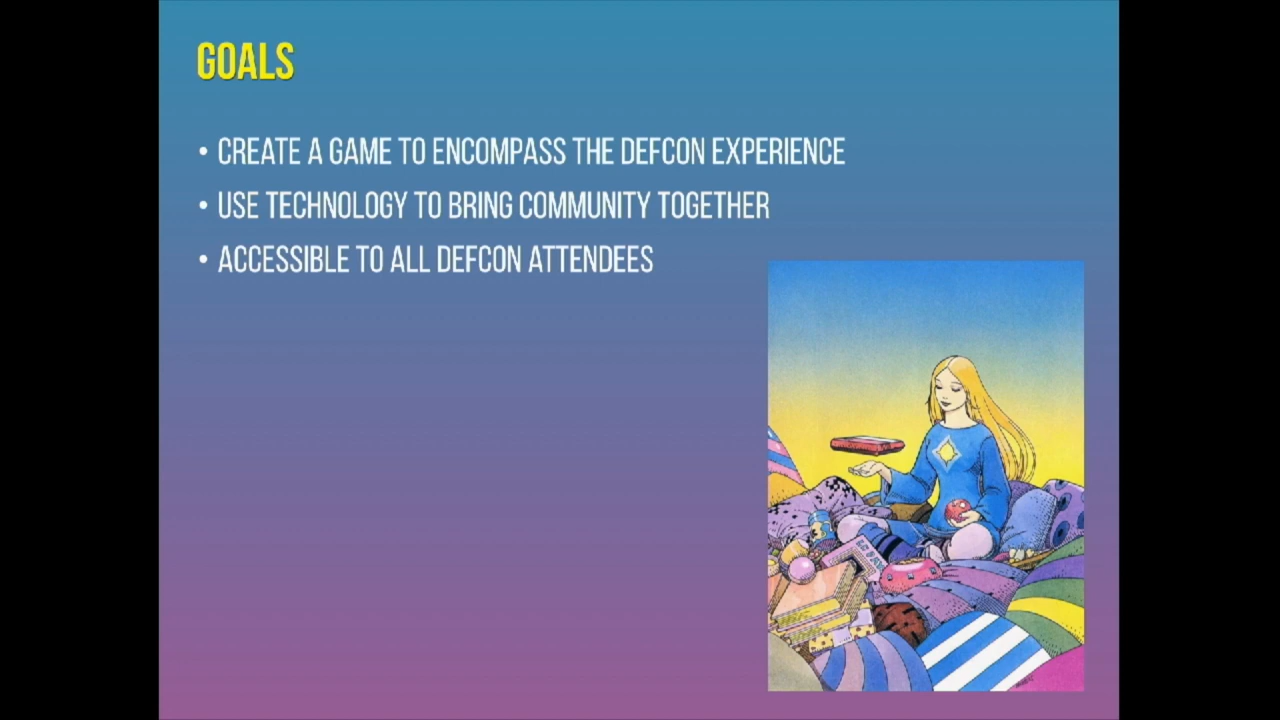 GOALS
• CREATE A GAME TO ENCOMPASS THE DEFCON EXPERIENCE
• USE TECHNOLOGY TO BRING COMMUNITY TOGETHER
• ACCESSIBLE TO ALL DEFCON ATTENDEES